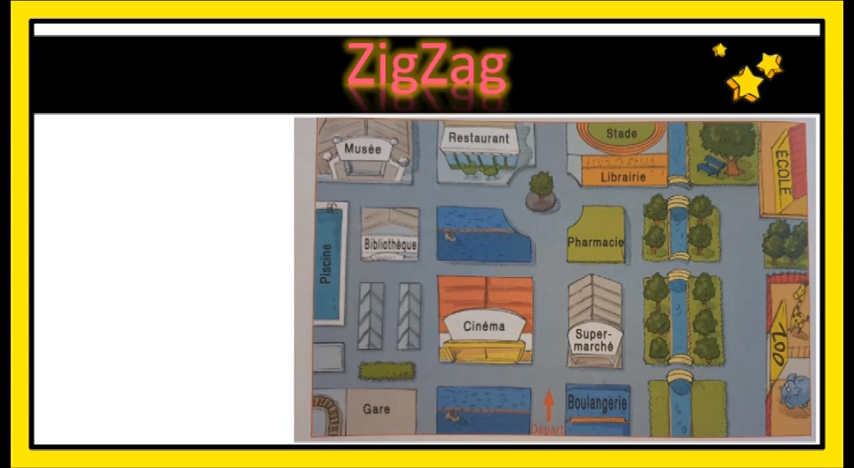 ZigZag
Musée
Restaurant
Stade
Librairie
ÉCOLE
Piscine
Bibliothèque
Pharmacie
Cinéma
Super-
marché
ZOO
Gare
Départ
Boulangerie